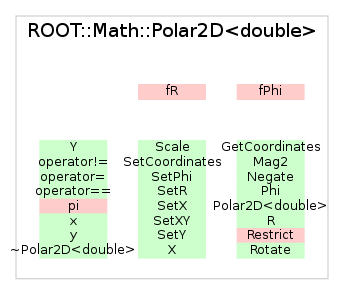 ROOT::Math::Polar2D<double>
fR fPhi
Y Scale GetCoordinates
operator!= SetCoordinates Mag2
operator= SetPhi Negate
operator== SetR Phi
pi SetX Polar2D<double>
x SetXY R
y SetY Restrict
~Polar2D<double> X Rotate